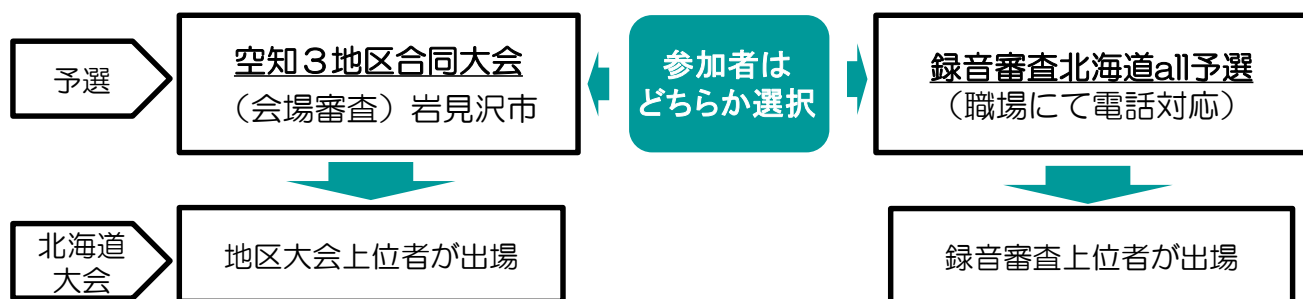 予選
空知３地区合同大会
（会場審査）岩見沢市
参加者は
どちらか選択
録音審査北海道all予選
（職場にて電話対応）
北海道
大会
地区大会上位者が出場
録音審査上位者が出場